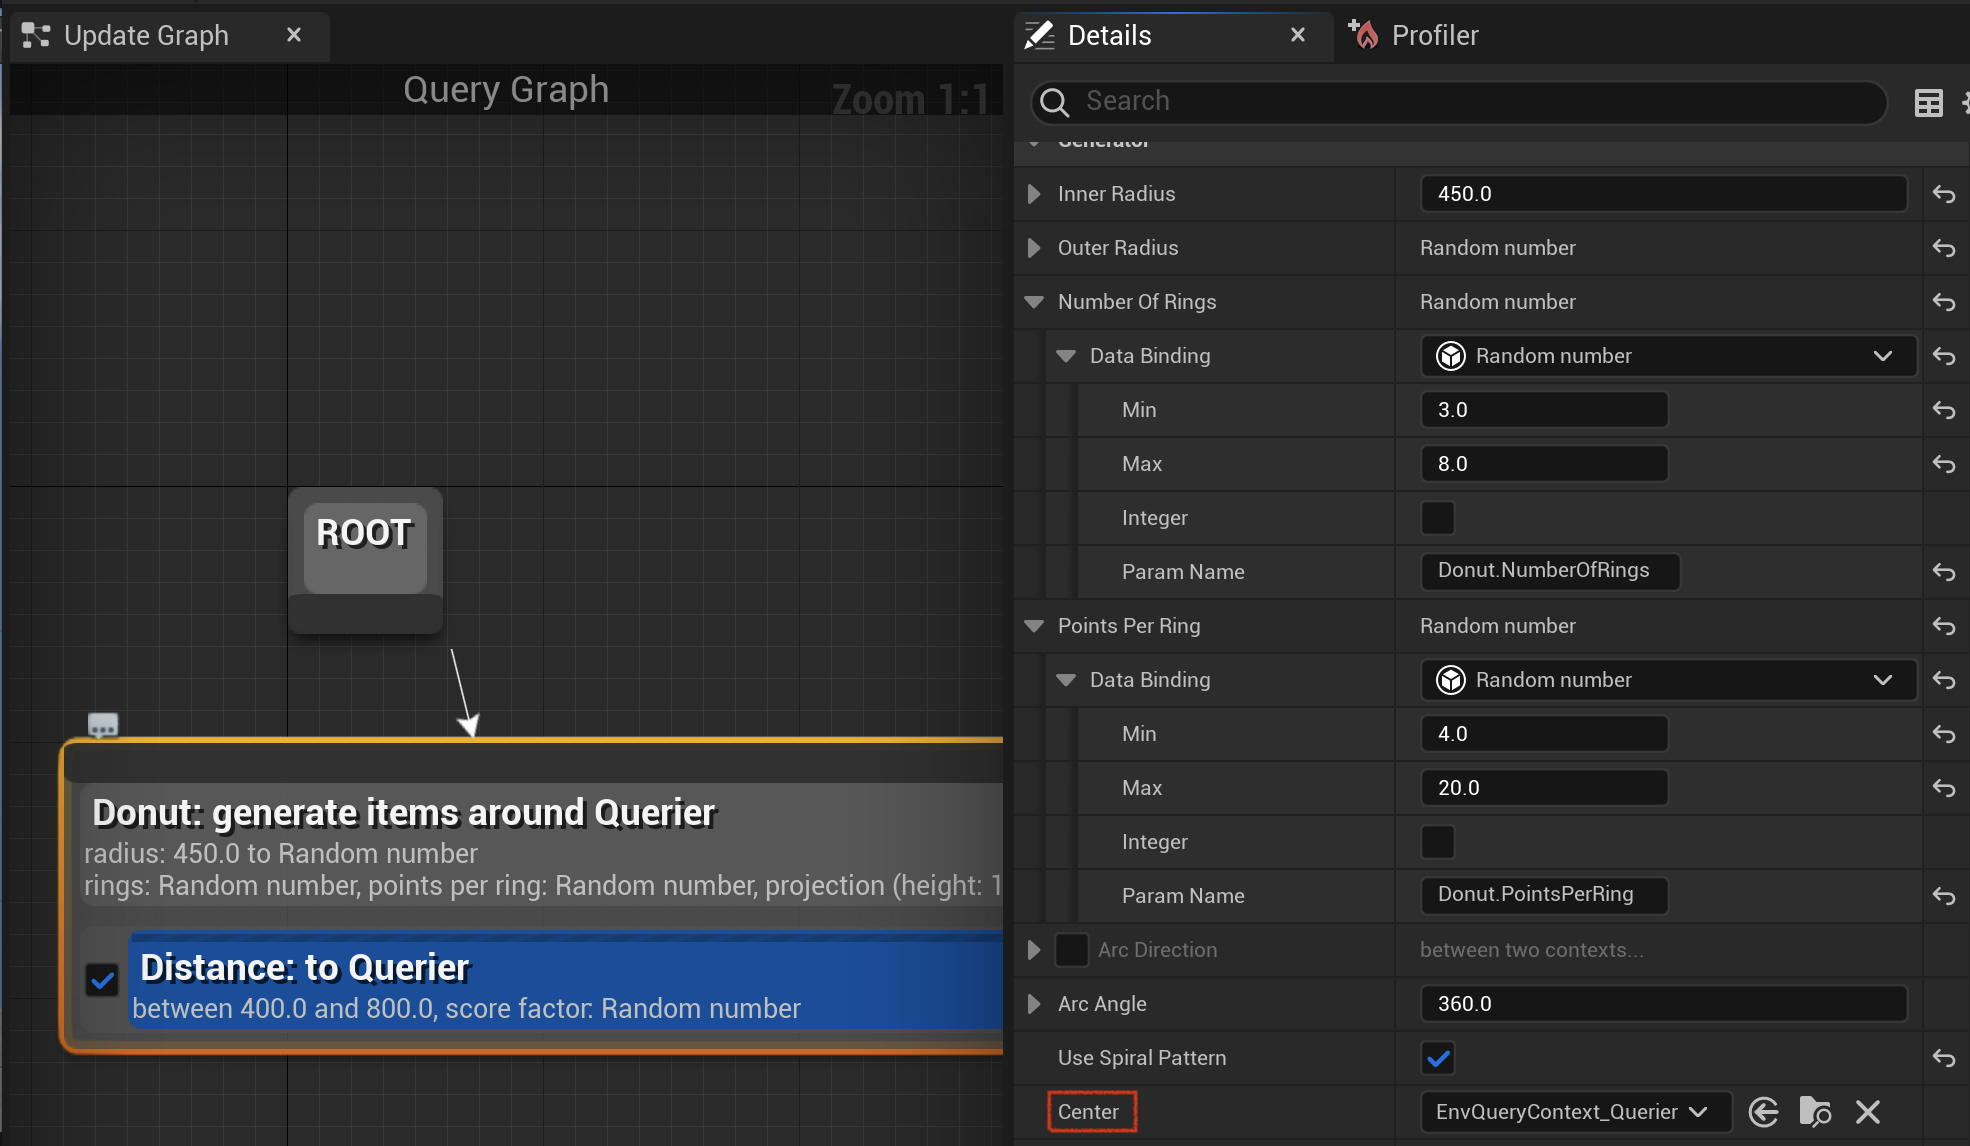 Update Graph
Details
Profiler
Query Graph
Zoom 1:1
Search
Generator
Inner Radius
450.0
Outer Radius
Random number
Number Of Rings
Random number
Data Binding
Random number
Min
3.0
Max
8.0
Integer
Param Name
Donut.NumberOfRings
Points Per Ring
Random number
Data Binding
Random number
Min
4.0
Max
20.0
Integer
Param Name
Donut.PointsPerRing
Arc Direction
between two contexts...
Arc Angle
360.0
Use Spiral Pattern
Center
EnvQueryContext_Querier
ROOT
Donut: generate items around Querier
radius: 450.0 to Random number
rings: Random number, points per ring: Random number, projection (height: 1
Distance: to Querier
between 400.0 and 800.0, score factor: Random number